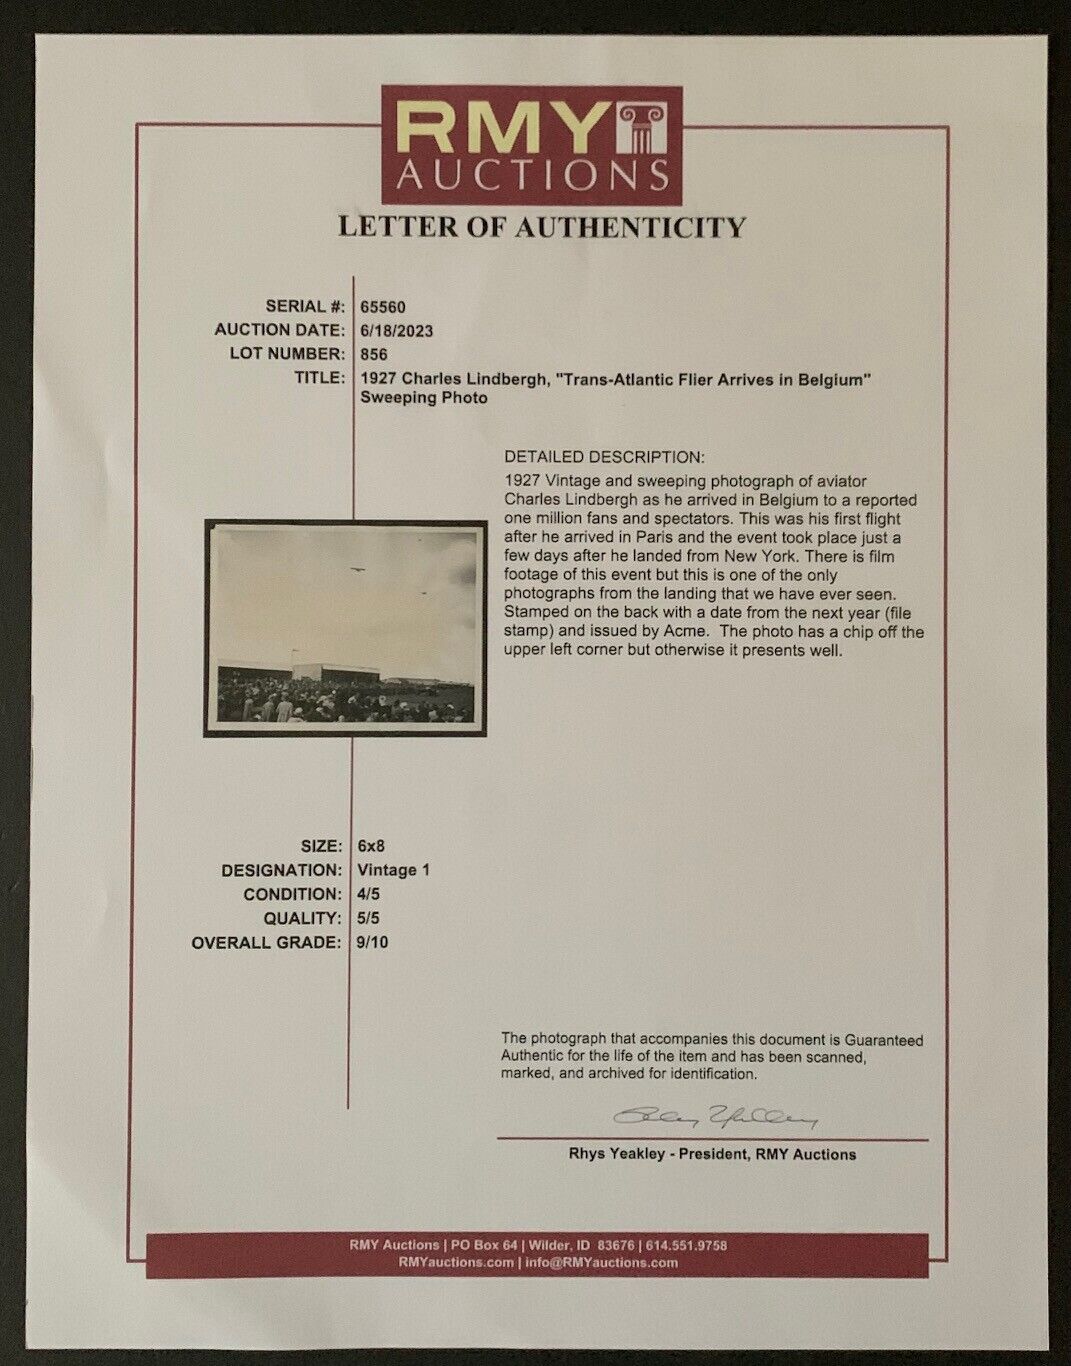 RMY
AUCTIONS
LETTER OF AUTHENTICITY
SERIAL #: 65560
AUCTION DATE: 6/18/2023
LOT NUMBER: 856
TITLE: 1927 Charles Lindbergh, "Trans-Atlantic Flier Arrives in Belgium"
Sweeping Photo
DETAILED DESCRIPTION:
1927 Vintage and sweeping photograph of aviator
Charles Lindbergh as he arrived in Belgium to a reported
one million fans and spectators. This was his first flight
after he arrived in Paris and the event took place just a
few days after he landed from New York. There is film
footage of this event but this is one of the only
photographs from the landing that we have ever seen.
Stamped on the back with a date from the next year (file
stamp) and issued by Acme.  The photo has a chip off the
upper left corner but otherwise it presents well.
SIZE: 6x8
DESIGNATION: Vintage 1
CONDITION: 4/5
QUALITY: 5/5
OVERALL GRADE: 9/10
The photograph that accompanies this document is Guaranteed
Authentic for the life of the item and has been scanned,
marked, and archived for identification.
Rhys Yeakley - President, RMY Auctions
RMY Auctions | PO Box 64 | Wilder, ID  83676 | 614.551.9758
RMYauctions.com | info@RMYauctions.com